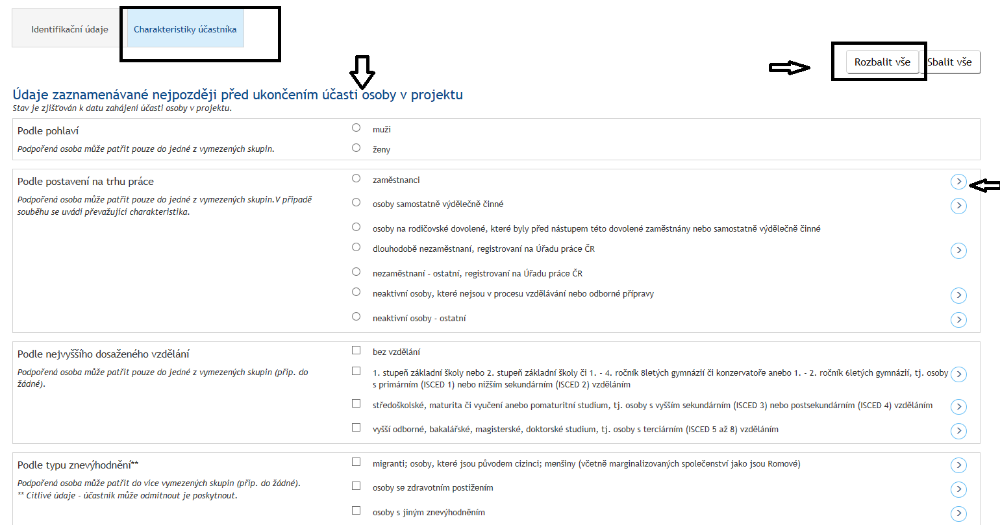 Identifikační údaje
Charakteristiky účastníka
Rozbalit vše
Sbalit vše
Údaje zaznamenávané nejpozději před ukončením účasti osoby v projektu
Stav je zjišťován k datu zahájení účasti osoby v projektu.
Podle pohlaví
Podpořená osoba může patřit pouze do jedné z vymezených skupin.
muži
ženy
Podle postavení na trhu práce
Podpořená osoba může patřit pouze do jedné z vymezených skupin.V případě
souběhu se uvádí převažující charakteristika.
zaměstnanci
osoby samostatně výdělečně činné
osoby na rodičovské dovolené, které byly před nástupem této dovolené zaměstnány nebo samostatně výdělečně činné
dlouhodobě nezaměstnaní, registrovaní na Úřadu práce ČR
nezaměstnaní - ostatní, registrovaní na Úřadu práce ČR
neaktivní osoby, které nejsou v procesu vzdělávání nebo odborné přípravy
neaktivní osoby - ostatní
Podle nejvyššího dosaženého vzdělání
Podpořená osoba může patřit pouze do jedné z vymezených skupin (příp. do
žádné).
bez vzdělání
1. stupeň základní školy nebo 2. stupeň základní školy či 1. - 4. ročník 8letých gymnázií či konzervatoře anebo 1. - 2. ročník 6letých gymnázií, tj. osoby
s primárním (ISCED 1) nebo nižším sekundárním (ISCED 2) vzděláním
středoškolské, maturita či vyučení anebo pomaturitní studium, tj. osoby s vyšším sekundárním (ISCED 3) nebo postsekundárním (ISCED 4) vzděláním
vyšší odborné, bakalářské, magisterské, doktorské studium, tj. osoby s terciárním (ISCED 5 až 8) vzděláním
Podle typu znevýhodnění**
Podpořená osoba může patřit do více vymezených skupin (příp. do žádné).
** Citlivé údaje - účastník může odmítnout je poskytnout.
migranti; osoby, které jsou původem cizinci; menšiny (včetně marginalizovaných společenství jako jsou Romové)
osoby se zdravotním postižením
osoby s jiným znevýhodněním